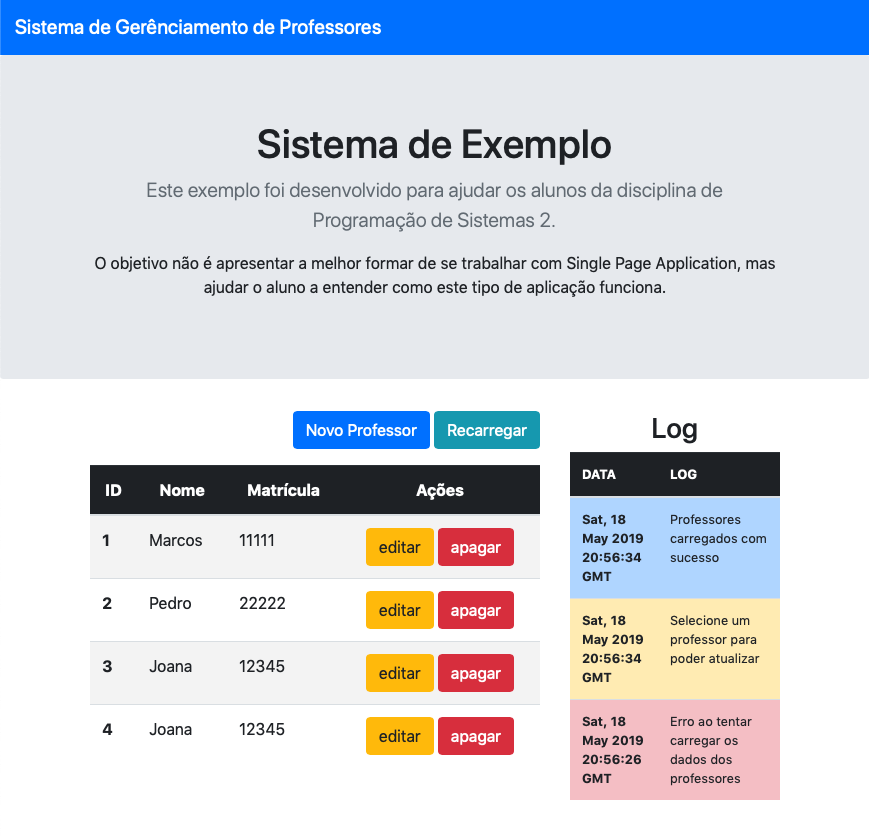 Sistema de Gerênciamento de Professores
Sistema de Exemplo
Este exemplo foi desenvolvido para ajudar os alunos da disciplina de
Programação de Sistemas 2.
O objetivo não é apresentar a melhor formar de se trabalhar com Single Page Application, mas
ajudar o aluno a entender como este tipo de aplicação funciona.
Novo Professor Recarregar
ID Nome Matrícula Ações
1 Marcos 11111 editar apagar
2 Pedro 22222 editar apagar
3 Joana 12345 editar apagar
4 Joana 12345 editar apagar
Log
DATA LOG
Sat, 18 Professores
May 2019 carregados com
20:56:34 sucesso
GMT
Sat, 18 Selecione um
May 2019 professor para
20:56:34 poder atualizar
GMT
Sat, 18 Erro ao tentar
May 2019 carregar os
20:56:26 dados dos
GMT professores